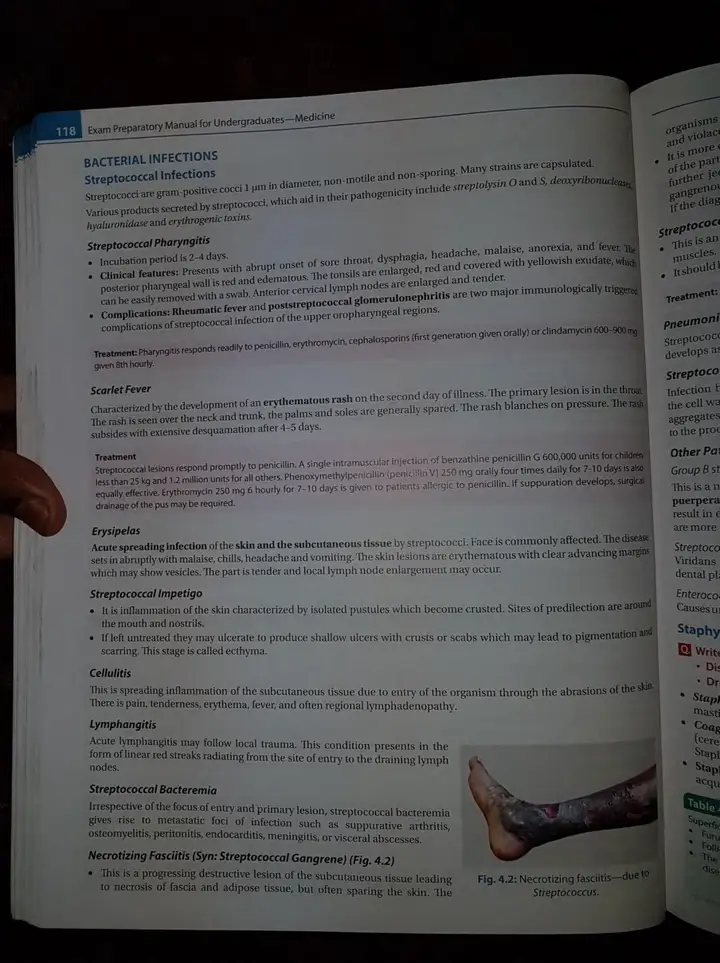 118 Exam Preparatory Manual for Undergraduates—Medicine
BACTERIAL INFECTIONS
Streptococcal Infections
Streptococci are gram-positive cocci 1 μm in diameter, non-motile and non-sporing. Many strains are capsulated.
Various products secreted by streptococci, which aid in their pathogenicity include streptolysin O and S, deoxyribonuclease,
hyaluronidase and erythrogenic toxins.
Streptococcal Pharyngitis
• Incubation period is 2-4 days.
• Clinical features: Presents with abrupt onset of sore throat, dysphagia, headache, malaise, anorexia, and fever. The
posterior pharyngeal wall is red and edematous. The tonsils are enlarged, red and covered with yellowish exudate, which
can be easily removed with a swab. Anterior cervical lymph nodes are enlarged and tender.
• Complications: Rheumatic fever and poststreptococcal glomerulonephritis are two major immunologically triggered
complications of streptococcal infection of the upper oropharyngeal regions.
Treatment: Pharyngitis responds readily to penicillin, erythromycin, cephalosporins (first generation given orally) or clindamycin 600–900 mg
given 8th hourly.
Scarlet Fever
Characterized by the development of an erythematous rash on the second day of illness. The primary lesion is in the throat.
The rash is seen over the neck and trunk, the palms and soles are generally spared. The rash blanches on pressure. The rash
subsides with extensive desquamation after 4–5 days.
Treatment
Streptococcal lesions respond promptly to penicillin. A single intramuscular injection of benzathine penicillin G 600,000 units for children
less than 25 kg and 1.2 million units for all others. Phenoxymethylpenicillin (penicillin V) 250 mg orally four times daily for 7-10 days is also
equally effective. Erythromycin 250 mg 6 hourly for 7–10 days is given to patients allergic to penicillin. If suppuration develops, surgical
drainage of the pus may be required.
Erysipelas
Acute spreading infection of the skin and the subcutaneous tissue by streptococci. Face is commonly affected. The disease
sets in abruptly with malaise, chills, headache and vomiting. The skin lesions are erythematous with clear advancing margins
which may show vesicles. The part is tender and local lymph node enlargement may occur.
Streptococcal Impetigo
• It is inflammation of the skin characterized by isolated pustules which become crusted. Sites of predilection are around
the mouth and nostrils.
• If left untreated they may ulcerate to produce shallow ulcers with crusts or scabs which may lead to pigmentation and
scarring. This stage is called ecthyma.
Cellulitis
This is spreading inflammation of the subcutaneous tissue due to entry of the organism through the abrasions of the skin.
There is pain, tenderness, erythema, fever, and often regional lymphadenopathy.
Lymphangitis
Acute lymphangitis may follow local trauma. This condition presents in the
form of linear red streaks radiating from the site of entry to the draining lymph
nodes.
Streptococcal Bacteremia
Irrespective of the focus of entry and primary lesion, streptococcal bacteremia
gives rise to metastatic foci of infection such as suppurative arthritis,
osteomyelitis, peritonitis, endocarditis, meningitis, or visceral abscesses.
Necrotizing Fasciitis (Syn: Streptococcal Gangrene) (Fig. 4.2)
• This is a progressing destructive lesion of the subcutaneous tissue leading
to necrosis of fascia and adipose tissue, but often sparing the skin. The
Fig. 4.2: Necrotizing fasciitis—due to
Streptococcus.
organisms
and
• It is more
of the part
further
If the
• This is an
muscles.
• It should
Treatment:
develops
Infection
the cell
aggregates
to the
Other
Group B
This is a
result in
are more
Viridans
dental
Causes
Q.